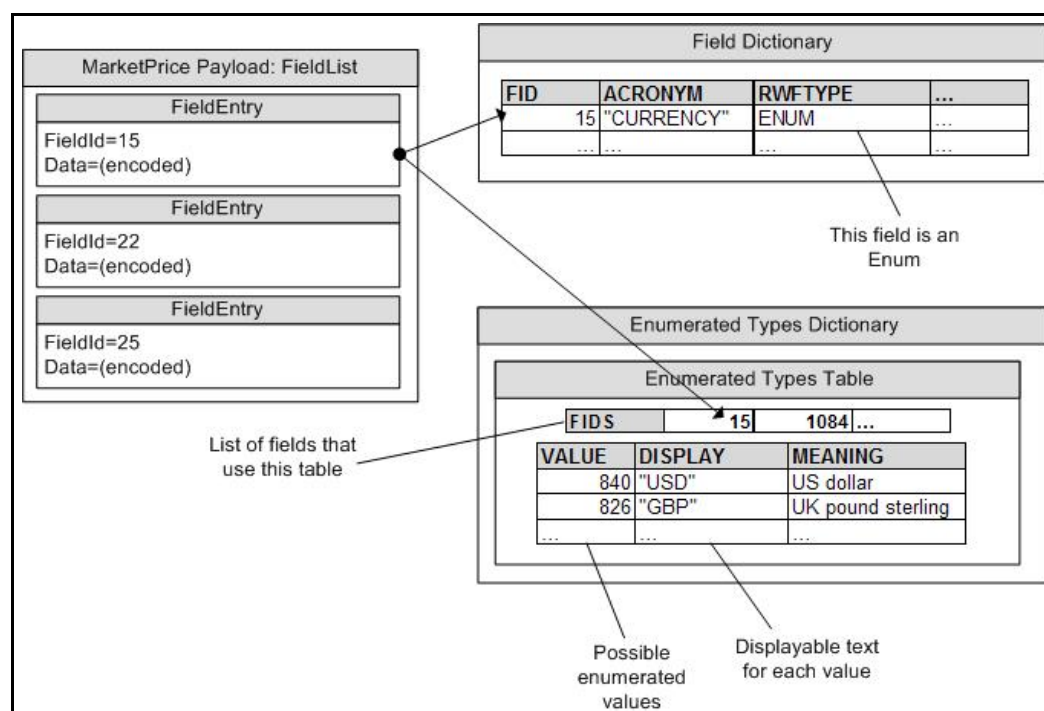 MarketPrice Payload: FieldList
FieldEntry
FieldId=15
Data=(encoded)
FieldEntry
FieldId=22
Data=(encoded)
FieldEntry
FieldId=25
Data=(encoded)
Field Dictionary
FID ACRONYM RWFTYPE ...
15 "CURRENCY" ENUM ...
... ... ... ...
This field is an
Enum
Enumerated Types Dictionary
Enumerated Types Table
FIDS 15 1084 ...
List of fields that
use this table
VALUE DISPLAY MEANING
840 "USD" US dollar
826 "GBP" UK pound sterling
... ... ...
Possible
enumerated
values
Displayable text
for each value